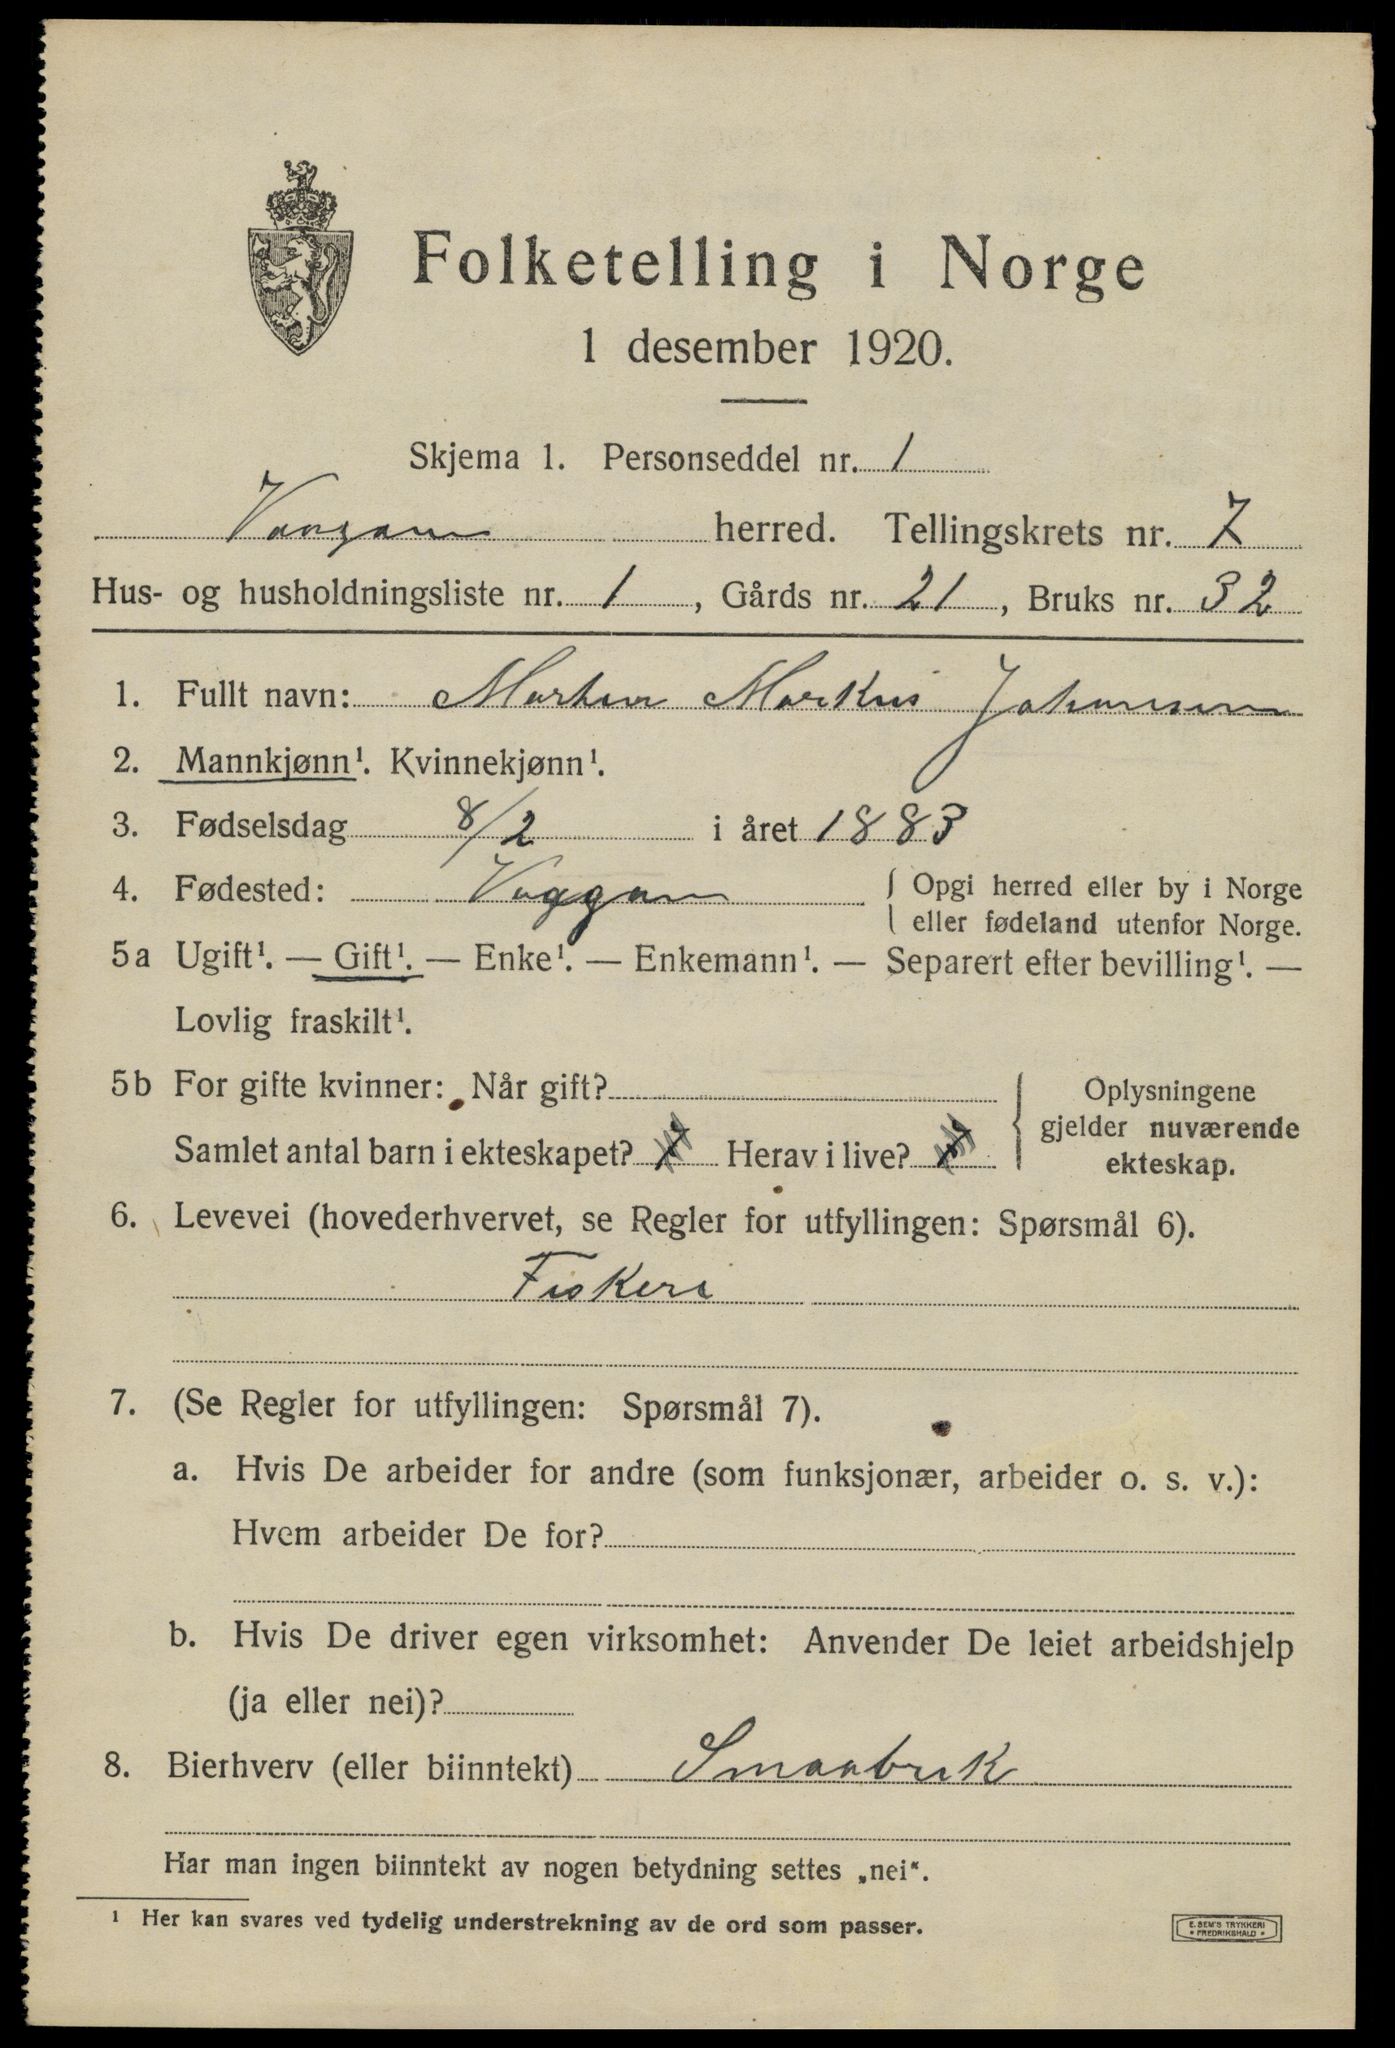 Folketelling i Norge
1 desember 1920.
Skjema 1. Personseddel nr. 1
Vaagan herred. Tellingskrets nr. 7
Hus- og husholdningsliste nr. 1, Gårds nr. 21, Bruks nr. 32
1. Fullt navn: Martin Markus Johansen
2. Mannkjønn¹. Kvinnekjønn¹.
3. Fødselsdag 8/2 i året 1883
4. Fødested: Vaggan { Opgi herred eller by i Norge
eller fødeland utenfor Norge.
5a Ugift¹. — Gift¹. — Enke¹. — Enkemann¹. — Separert efter bevilling¹. —
Lovlig fraskilt¹.
5b For gifte kvinner: Når gift?
Samlet antal barn i ekteskapet? Herav i live?
{ Oplysningene
gjelder nuværende
ekteskap.
6. Levevei (hovederhvervet, se Regler for utfyllingen: Spørsmål 6).
Fiskeri
7. (Se Regler for utfyllingen: Spørsmål 7).
a. Hvis De arbeider for andre (som funksjonær, arbeider o. s. v.):
Hvem arbeider De for?
b. Hvis De driver egen virksomhet: Anvender De leiet arbeidshjelp
(ja eller nei)?
8. Bierhverv (eller biinntekt) Smaabruk
Har man ingen biinntekt av nogen betydning settes „nei“.
¹ Her kan svares ved tydelig understrekning av de ord som passer.
E. SEM'S TRYKKERI
• FREDRIKSHALD •